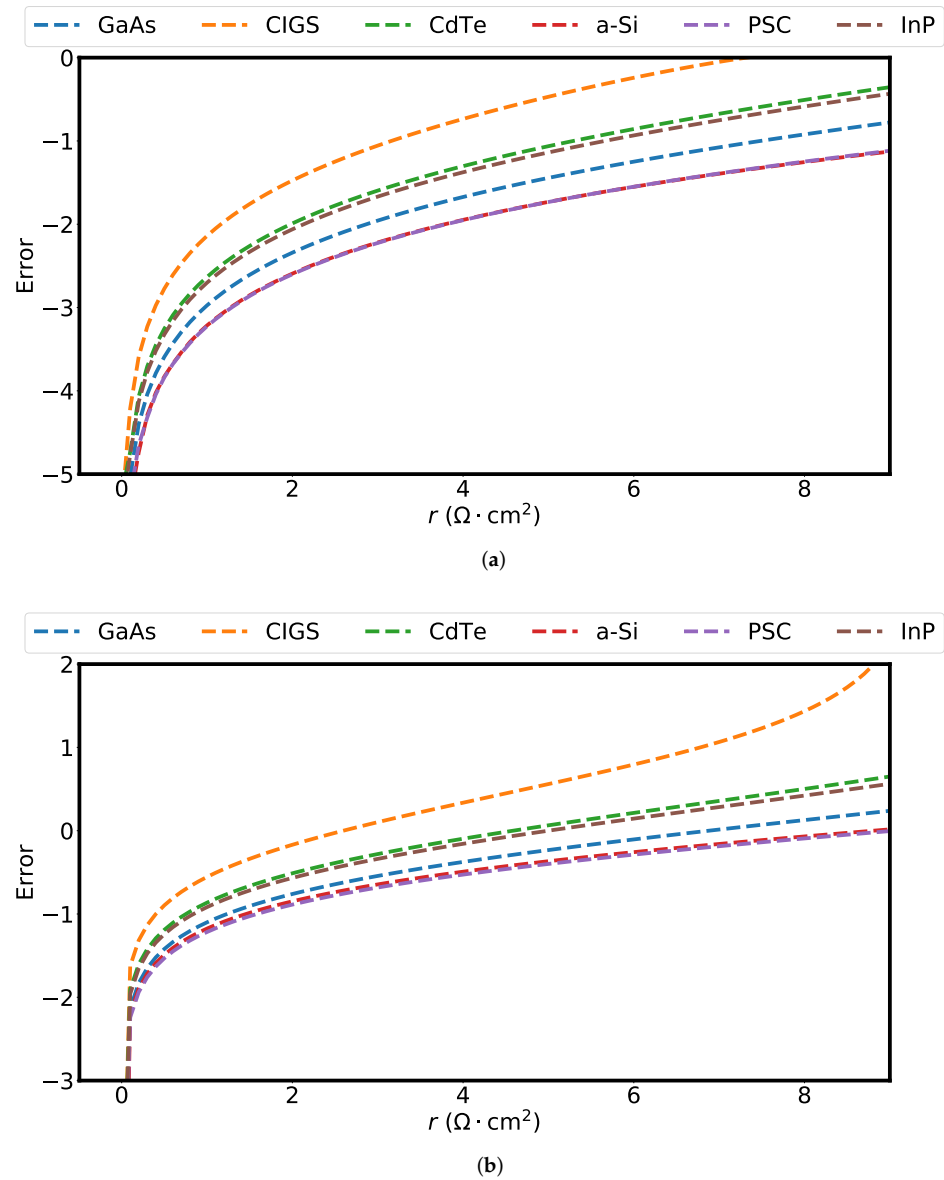 GaAs CIGS CdTe a-Si PSC InP
0
−1
−2
−3
−4
−5
Error
0 2 4 6 8
r (Ω · cm²)
(a)
GaAs CIGS CdTe a-Si PSC InP
2
1
0
−1
−2
−3
Error
0 2 4 6 8
r (Ω · cm²)
(b)